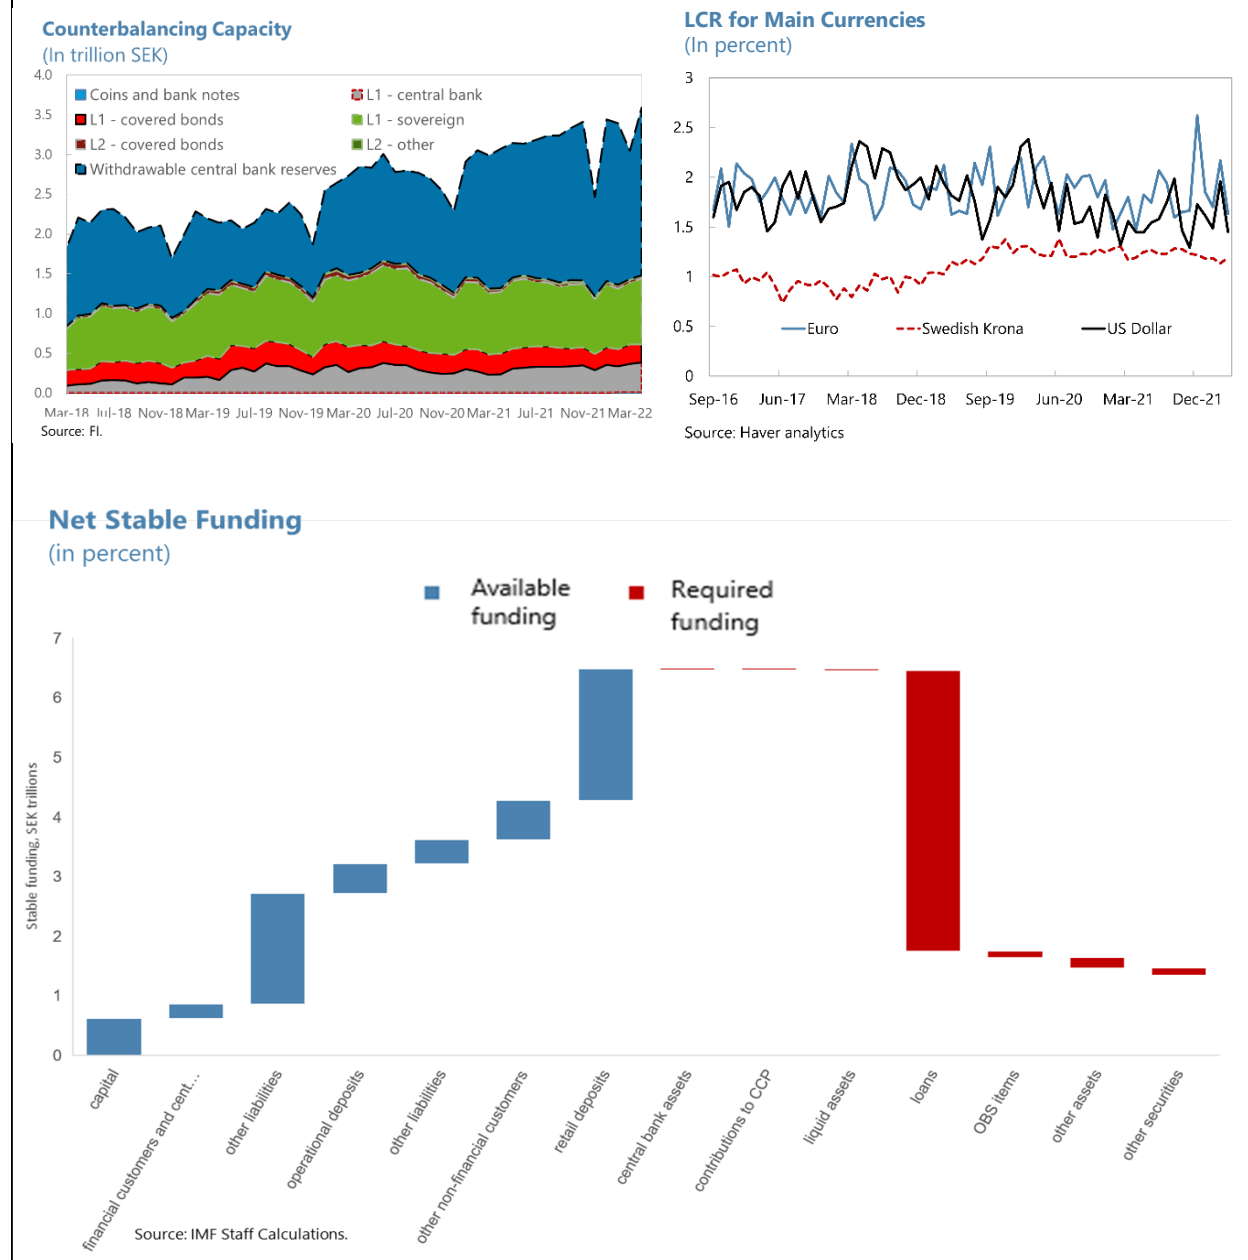 Counterbalancing Capacity
(In trillion SEK)
4.0
3.5
3.0
2.5
2.0
1.5
1.0
0.5
0.0
Coins and bank notes
L1 - central bank
L1 - covered bonds
L1 - sovereign
L2 - covered bonds
L2 - other
Withdrawable central bank reserves
Mar-18 Jul-18 Nov-18 Mar-19 Jul-19 Nov-19 Mar-20 Jul-20 Nov-20 Mar-21 Jul-21 Nov-21 Mar-22
Source: FI.
LCR for Main Currencies
(In percent)
3
2.5
2
1.5
1
0.5
0
Euro
Swedish Krona
US Dollar
Sep-16 Jun-17 Mar-18 Dec-18 Sep-19 Jun-20 Mar-21 Dec-21
Source: Haver analytics
Net Stable Funding
(in percent)
Available
funding
Required
funding
Stable funding, SEK trillions
7
6
5
4
3
2
1
0
capital
financial customers and cent...
other liabilities
operational deposits
other liabilities
other non-financial customers
retail deposits
central bank assets
contributions to CCP
liquid assets
loans
OBS items
other assets
other securities
Source: IMF Staff Calculations.